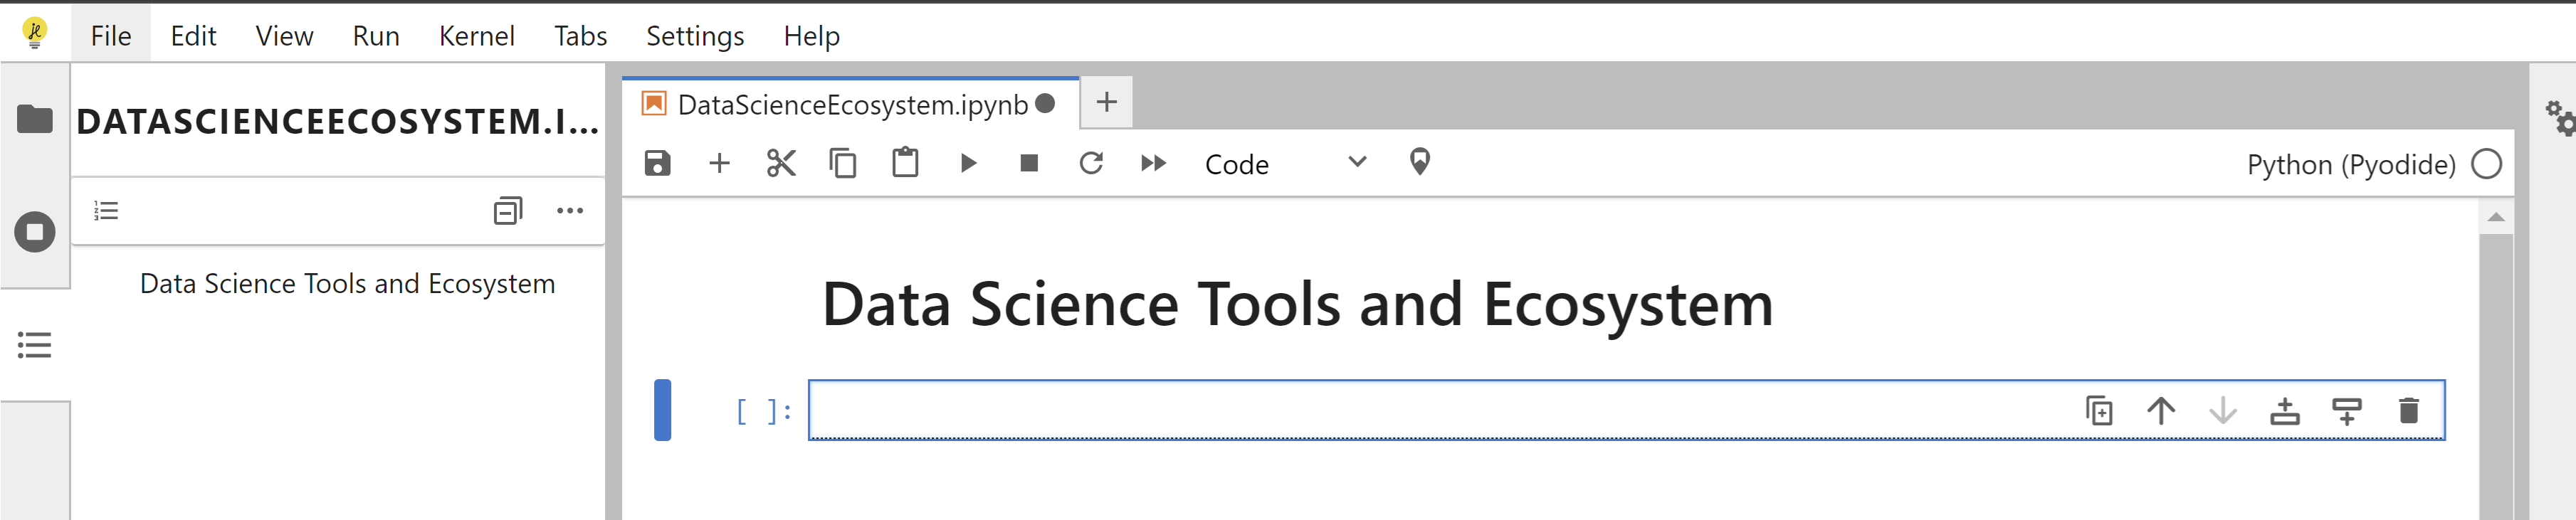 File Edit View Run Kernel Tabs Settings Help
DATASCIENCEECOSYSTEM.I...
Data Science Tools and Ecosystem
DataScienceEcosystem.ipynb
Code
Python (Pyodide)
Data Science Tools and Ecosystem
[ ]: